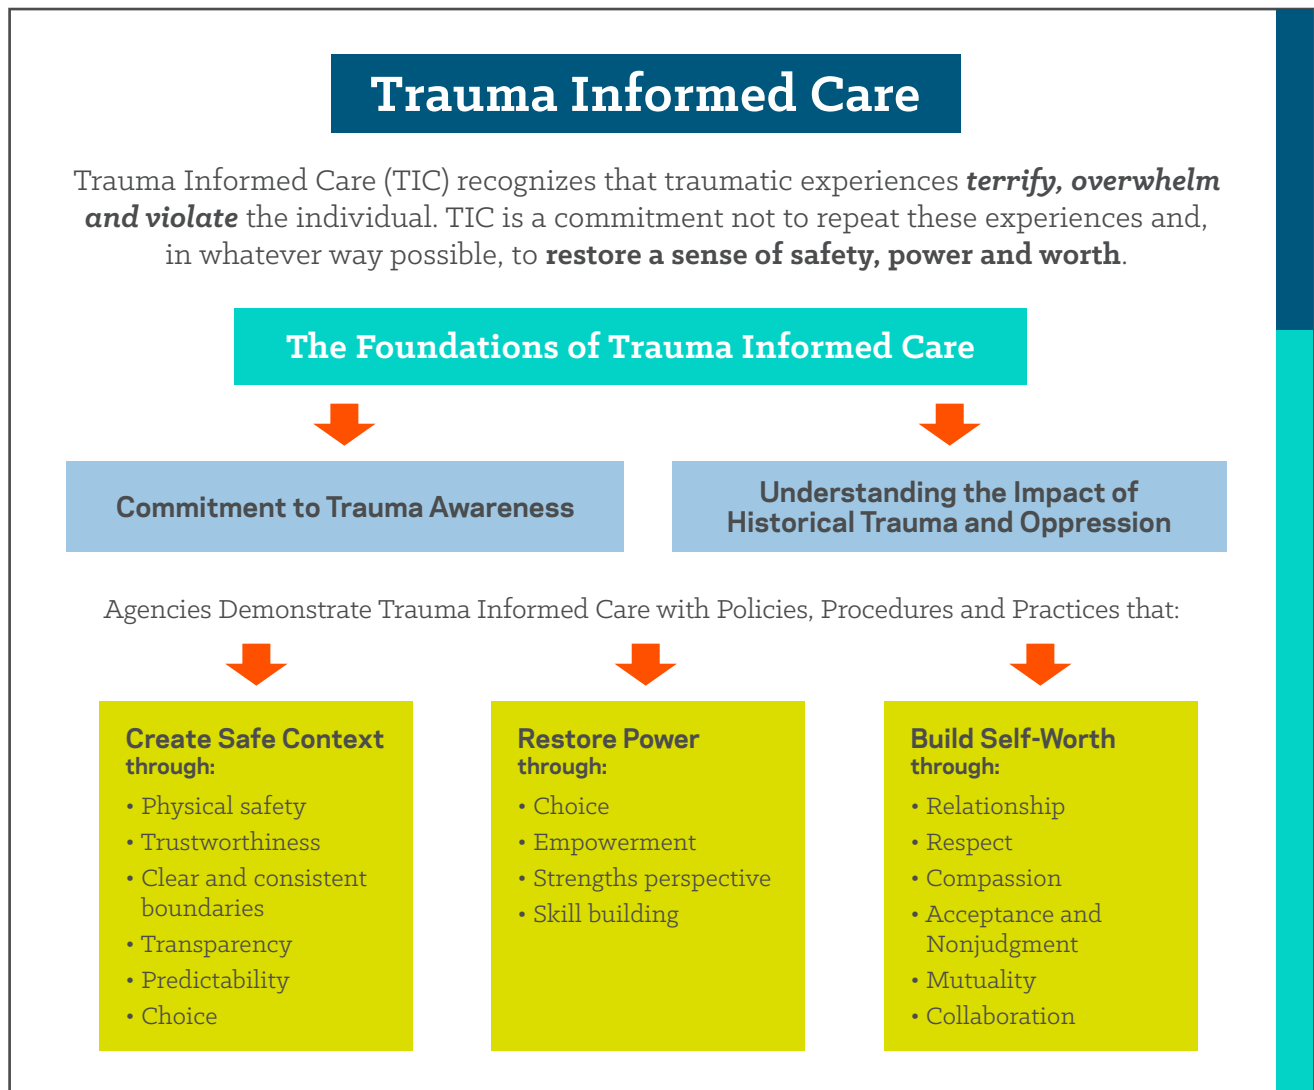 Trauma Informed Care
Trauma Informed Care (TIC) recognizes that traumatic experiences terrify, overwhelm
and violate the individual. TIC is a commitment not to repeat these experiences and,
in whatever way possible, to restore a sense of safety, power and worth.
The Foundations of Trauma Informed Care
Commitment to Trauma Awareness
Understanding the Impact of
Historical Trauma and Oppression
Agencies Demonstrate Trauma Informed Care with Policies, Procedures and Practices that:
Create Safe Context
through:
• Physical safety
• Trustworthiness
• Clear and consistent
boundaries
• Transparency
• Predictability
• Choice
Restore Power
through:
• Choice
• Empowerment
• Strengths perspective
• Skill building
Build Self-Worth
through:
• Relationship
• Respect
• Compassion
• Acceptance and
Nonjudgment
• Mutuality
• Collaboration